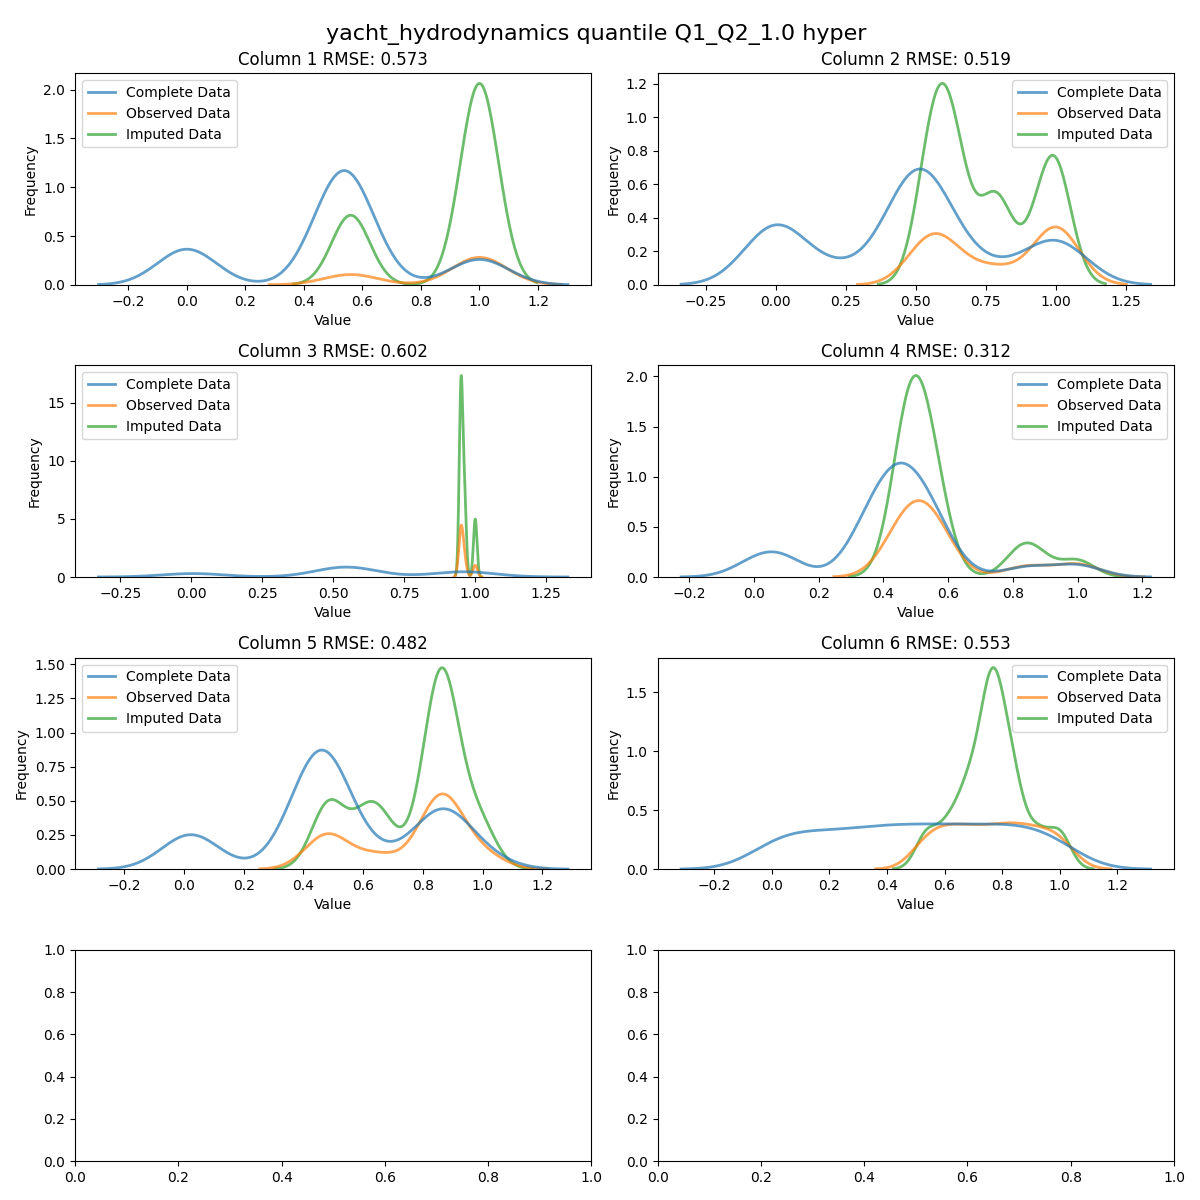 yacht_hydrodynamics quantile Q1_Q2_1.0 hyper
Column 1 RMSE: 0.573
Complete Data
Observed Data
Imputed Data
Frequency
2.0
1.5
1.0
0.5
0.0
−0.2 0.0 0.2 0.4 0.6 0.8 1.0 1.2
Value
Column 2 RMSE: 0.519
Complete Data
Observed Data
Imputed Data
Frequency
1.2
1.0
0.8
0.6
0.4
0.2
0.0
−0.25 0.00 0.25 0.50 0.75 1.00 1.25
Value
Column 3 RMSE: 0.602
Complete Data
Observed Data
Imputed Data
Frequency
15
10
5
0
−0.25 0.00 0.25 0.50 0.75 1.00 1.25
Value
Column 4 RMSE: 0.312
Complete Data
Observed Data
Imputed Data
Frequency
2.0
1.5
1.0
0.5
0.0
−0.2 0.0 0.2 0.4 0.6 0.8 1.0 1.2
Value
Column 5 RMSE: 0.482
Complete Data
Observed Data
Imputed Data
Frequency
1.50
1.25
1.00
0.75
0.50
0.25
0.00
−0.2 0.0 0.2 0.4 0.6 0.8 1.0 1.2
Value
Column 6 RMSE: 0.553
Complete Data
Observed Data
Imputed Data
Frequency
1.5
1.0
0.5
0.0
−0.2 0.0 0.2 0.4 0.6 0.8 1.0 1.2
Value
1.0
0.8
0.6
0.4
0.2
0.0
0.0 0.2 0.4 0.6 0.8 1.0
1.0
0.8
0.6
0.4
0.2
0.0
0.0 0.2 0.4 0.6 0.8 1.0